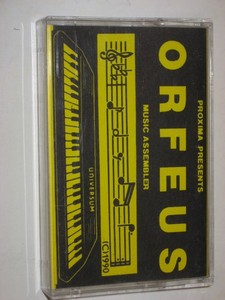 PROXIMA PRESENTS
ORFEUS
MUSIC ASSEMBLER
UNIVERSUM
(C)1990